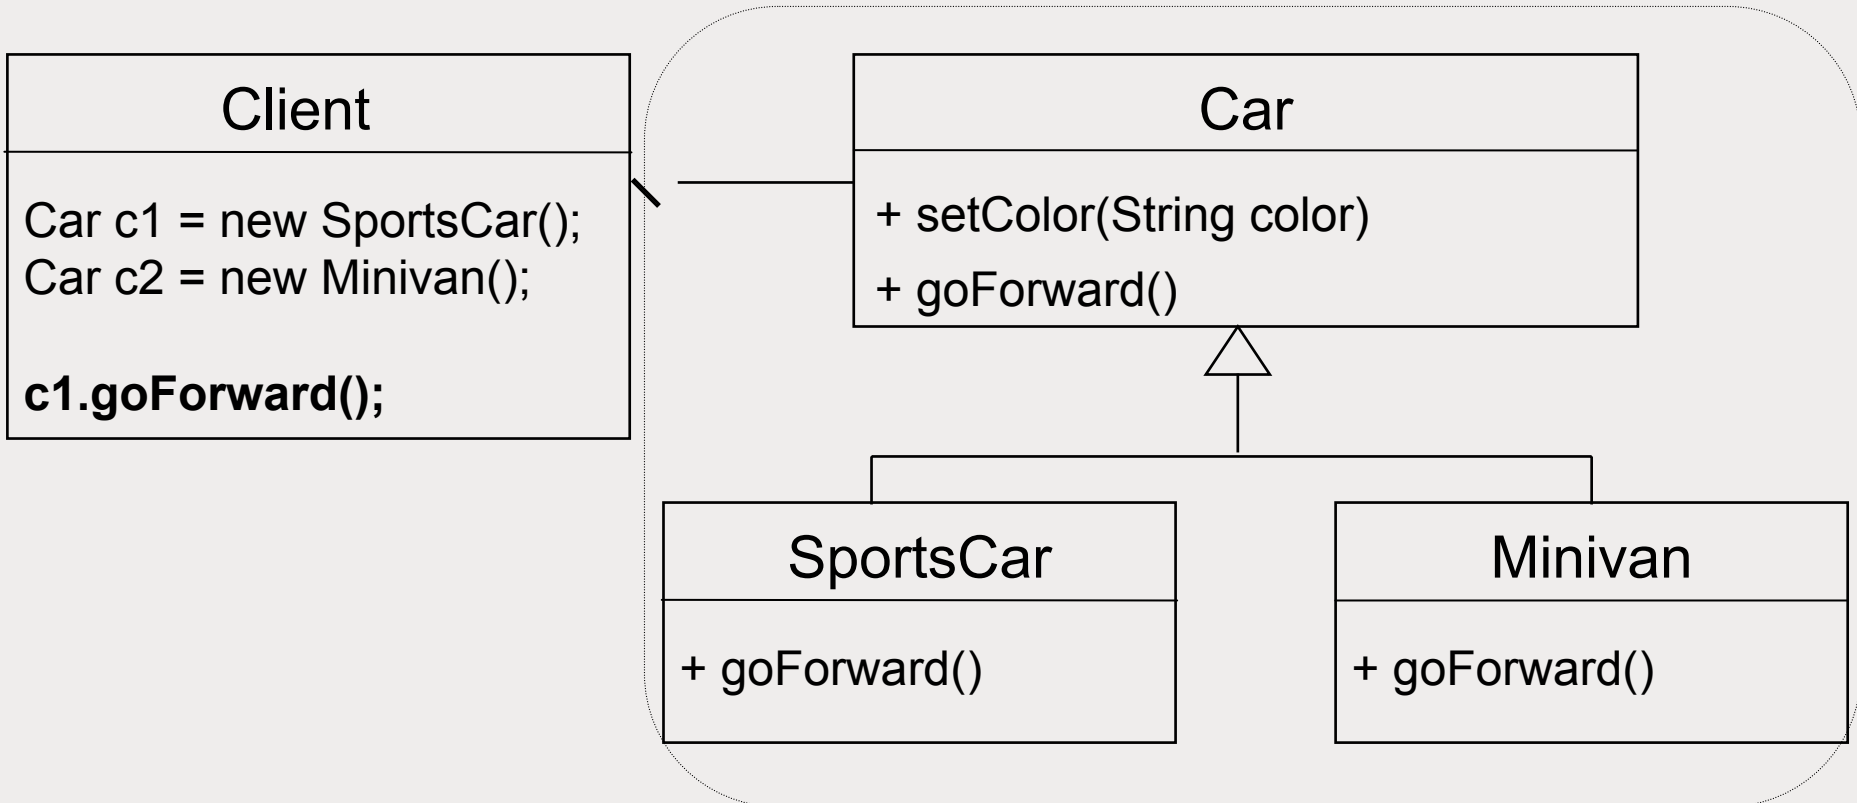 Client
Car c1 = new SportsCar();
Car c2 = new Minivan();
c1.goForward();
Car
+ setColor(String color)
+ goForward()
SportsCar
+ goForward()
Minivan
+ goForward()